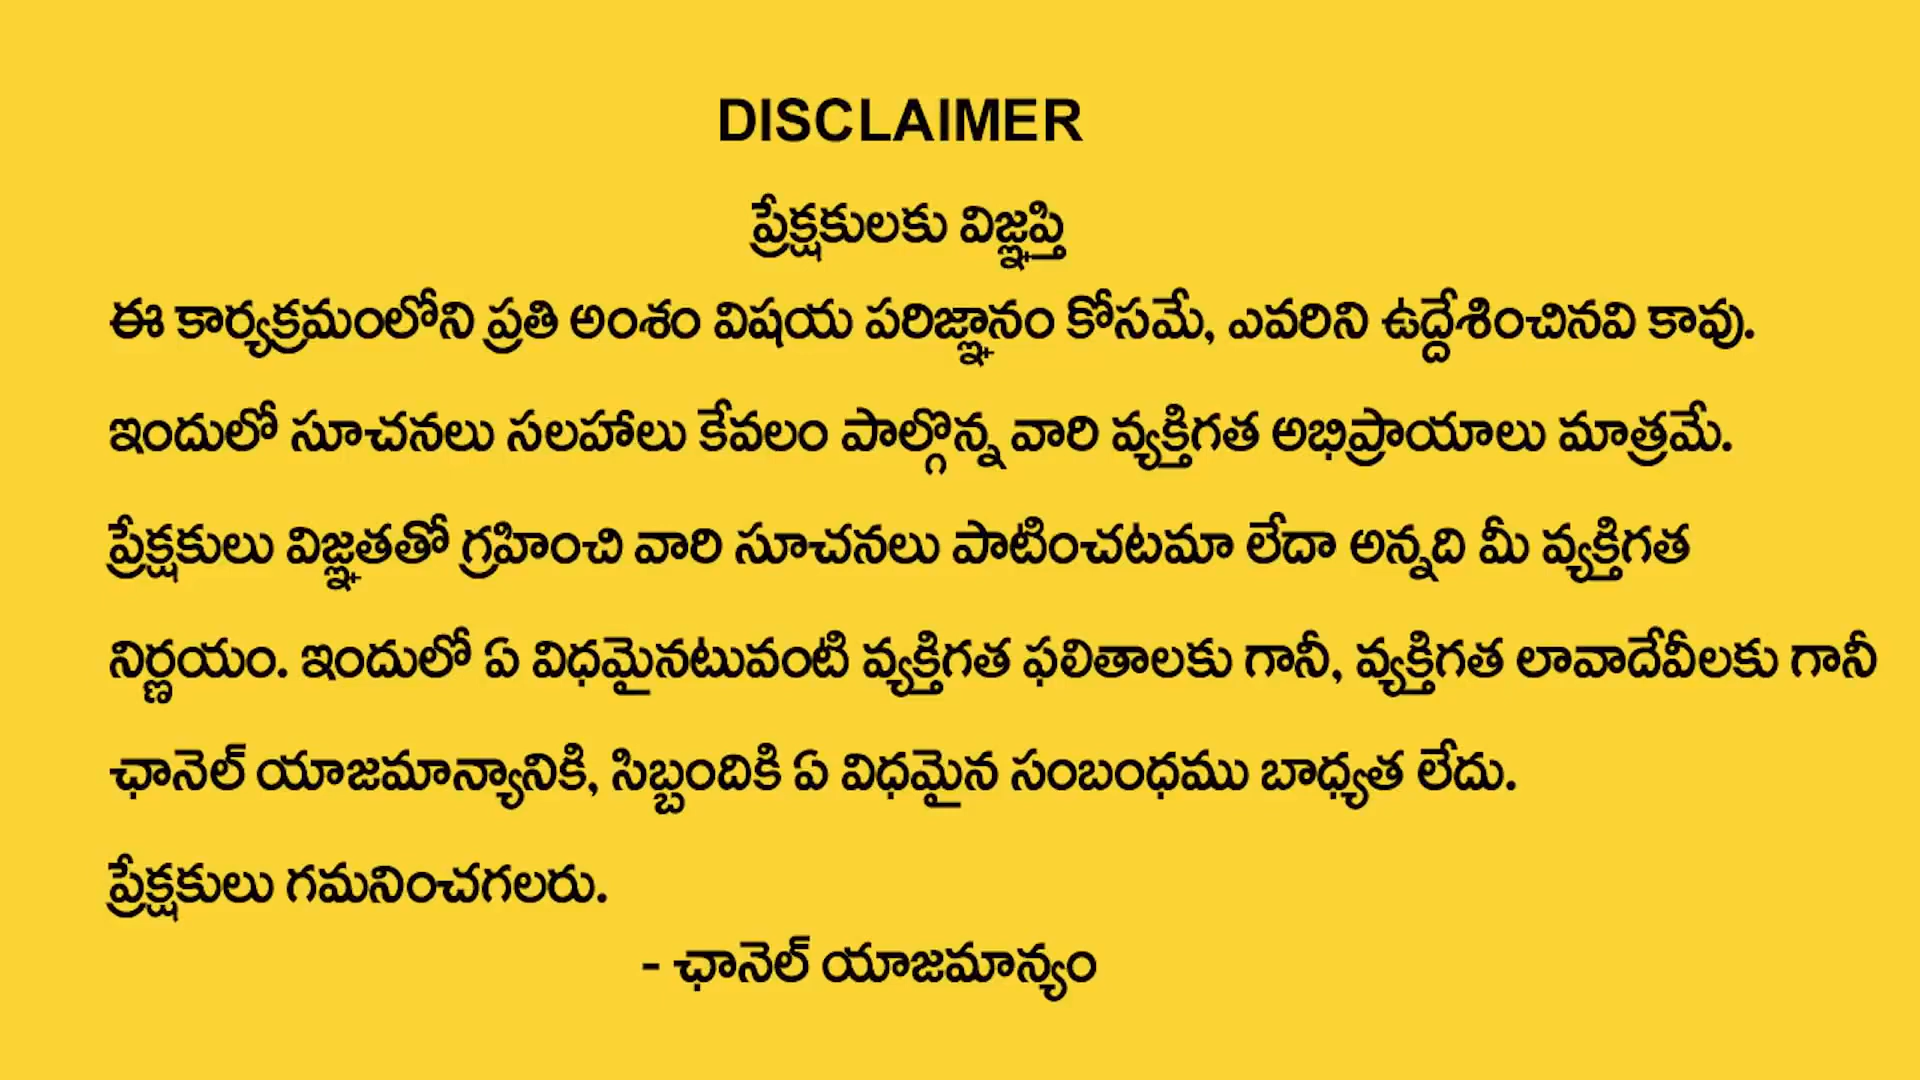 DISCLAIMER
ప్రేక్షకులకు విజ్ఞప్తి
ఈ కార్యక్రమంలోని ప్రతి అంశం విషయ పరిజ్ఞానం కోసమే, ఎవరిని ఉద్దేశించినవి కావు.
ఇందులో సూచనలు సలహాలు కేవలం పాల్గొన్న వారి వ్యక్తిగత అభిప్రాయాలు మాత్రమే.
ప్రేక్షకులు విజ్ఞతతో గ్రహించి వారి సూచనలు పాటించటమా లేదా అన్నది మీ వ్యక్తిగత
నిర్ణయం. ఇందులో ఏ విధమైనటువంటి వ్యక్తిగత ఫలితాలకు గానీ, వ్యక్తిగత లావాదేవీలకు గానీ
ఛానెల్ యాజమాన్యానికి, సిబ్బందికి ఏ విధమైన సంబంధము బాధ్యత లేదు.
ప్రేక్షకులు గమనించగలరు.
- ఛానెల్ యాజమాన్యం